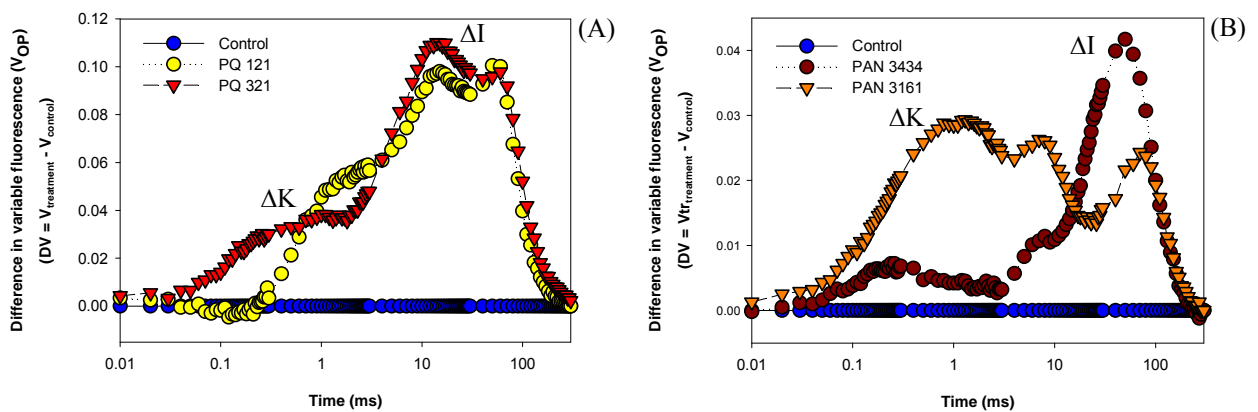 (A)
Difference in variable fluorescence (VOP)
(DV = Vtreatment - Vcontrol)
0.12
0.10
0.08
0.06
0.04
0.02
0.00
Control
PQ 121
PQ 321
ΔI
ΔK
0.01 0.1 1 10 100
Time (ms)
(B)
Difference in variable fluorescence (VOP)
(DV = Vtrtreatment - Vcontrol)
0.04
0.03
0.02
0.01
0.00
Control
PAN 3434
PAN 3161
ΔI
ΔK
0.01 0.1 1 10 100
Time (ms)